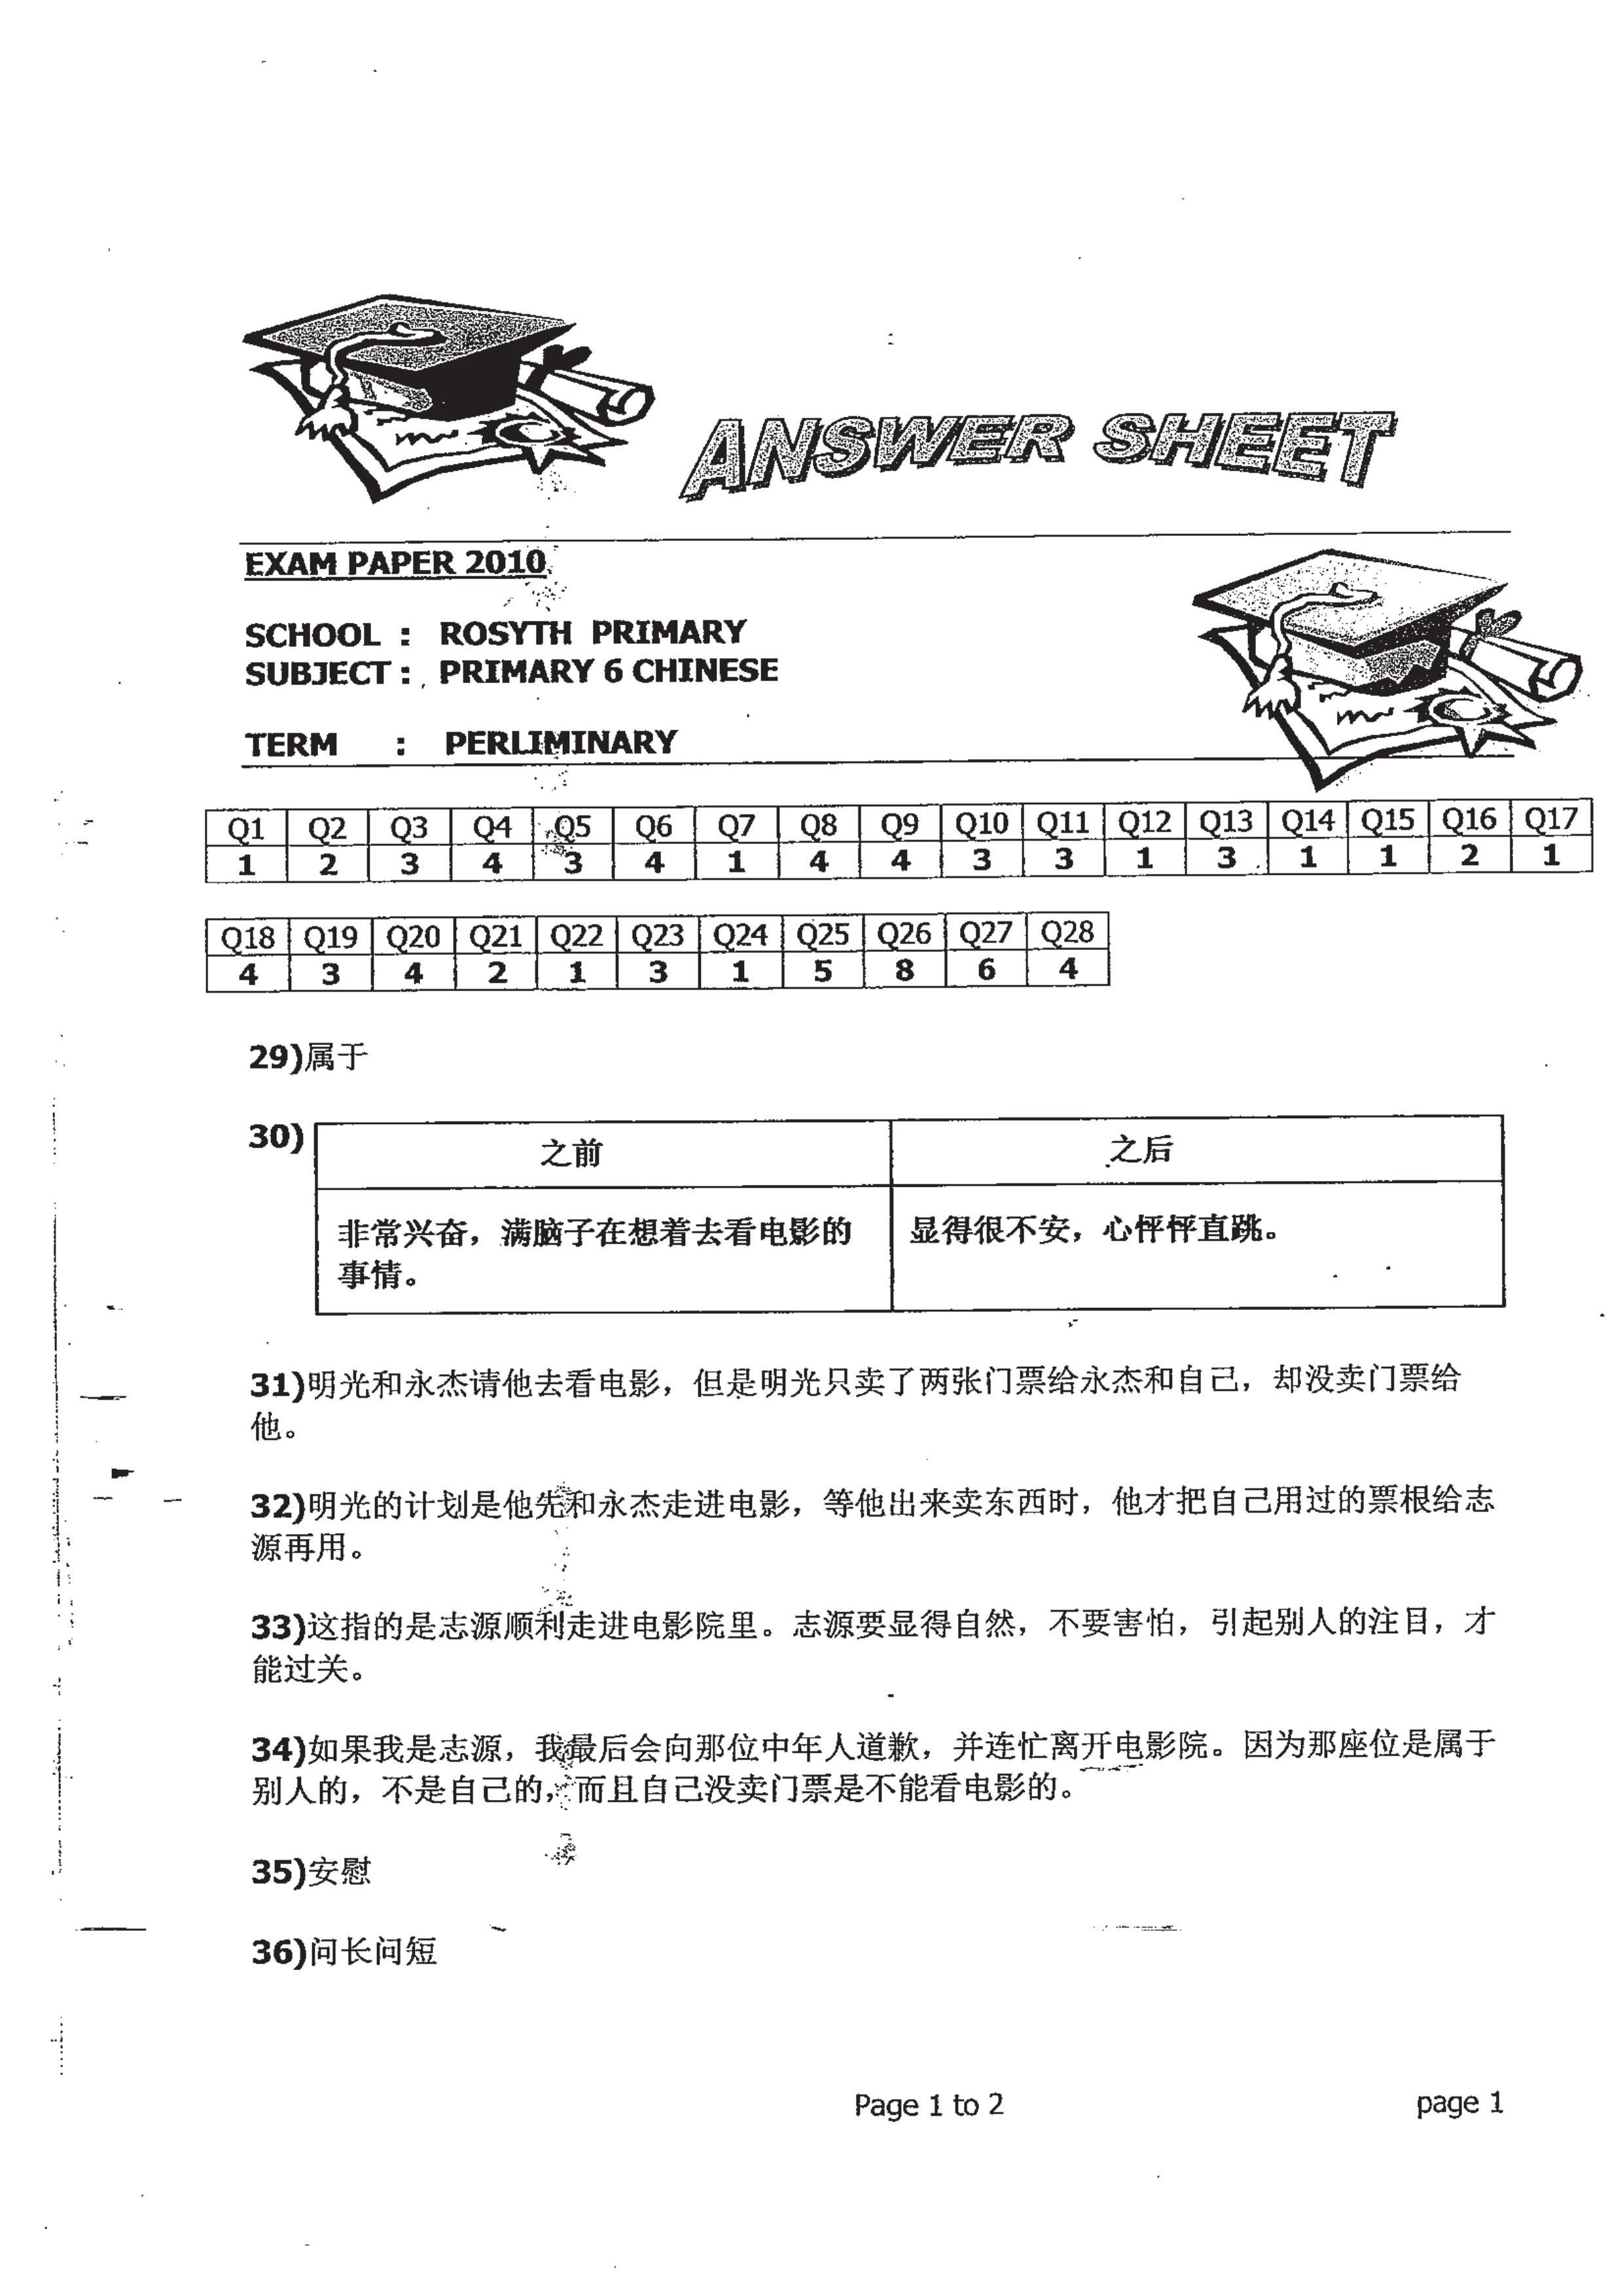 ANSWER SHEET
EXAM PAPER 2010
SCHOOL : ROSYTH PRIMARY
SUBJECT : PRIMARY 6 CHINESE
TERM : PERLIMINARY
Q1 Q2 Q3 Q4 Q5 Q6 Q7 Q8 Q9 Q10 Q11 Q12 Q13 Q14 Q15 Q16 Q17
1 2 3 4 3 4 1 4 4 3 3 1 3 1 1 2 1
Q18 Q19 Q20 Q21 Q22 Q23 Q24 Q25 Q26 Q27 Q28
4 3 4 2 1 3 1 5 8 6 4
29)属于
30) 之前 之后
非常兴奋，满脑子在想着去看电影的 显得很不安，心怦怦直跳。
事情。
31)明光和永杰请他去看电影，但是明光只卖了两张门票给永杰和自己，却没卖门票给
他。
32)明光的计划是他先和永杰走进电影，等他出来卖东西时，他才把自己用过的票根给志
源再用。
33)这指的是志源顺利走进电影院里。志源要显得自然，不要害怕，引起别人的注目，才
能过关。
34)如果我是志源，我最后会向那位中年人道歉，并连忙离开电影院。因为那座位是属于
别人的，不是自己的，而且自己没卖门票是不能看电影的。
35)安慰
36)问长问短
Page 1 to 2 page 1